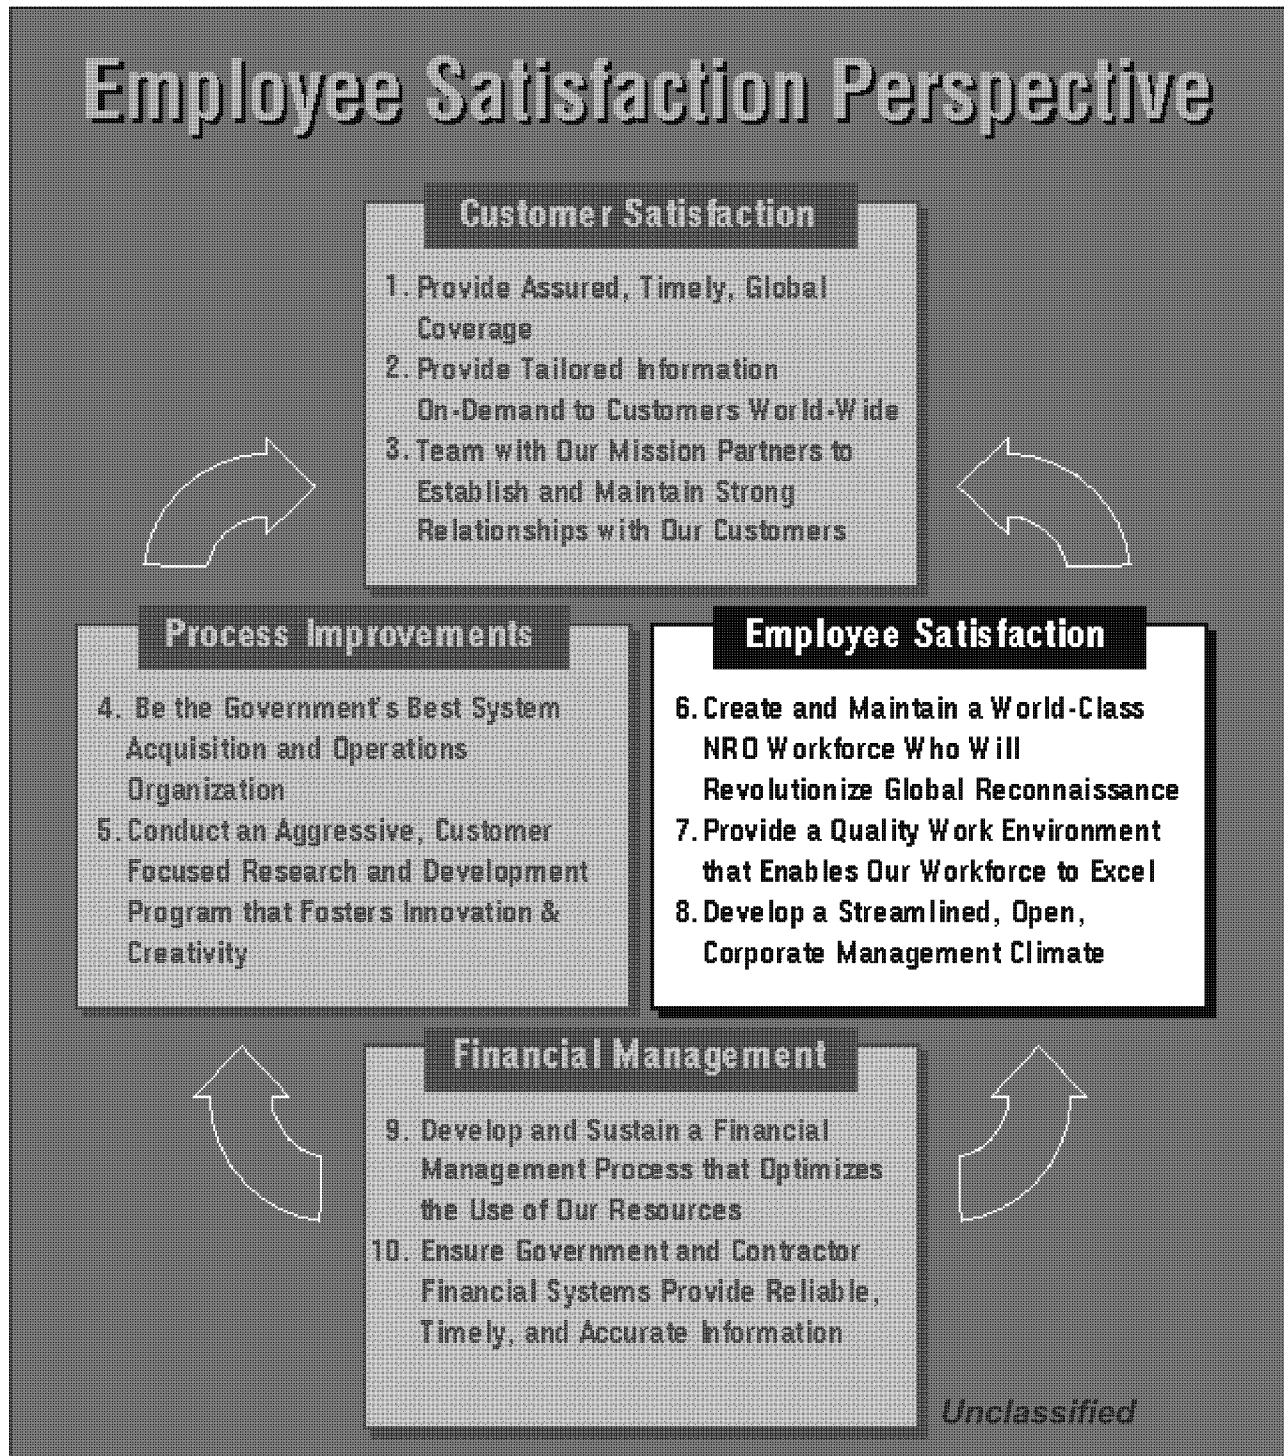 Employee Satisfaction Perspective
Customer Satisfaction
1. Provide Assured, Timely, Global
Coverage
2. Provide Tailored Information
On-Demand to Customers World-Wide
3. Team with Our Mission Partners to
Establish and Maintain Strong
Relationships with Our Customers
Process Improvements
4. Be the Government's Best System
Acquisition and Operations
Organization
5. Conduct an Aggressive, Customer
Focused Research and Development
Program that Fosters Innovation &
Creativity
Employee Satisfaction
6. Create and Maintain a World-Class
NRO Workforce Who Will
Revolutionize Global Reconnaissance
7. Provide a Quality Work Environment
that Enables Our Workforce to Excel
8. Develop a Streamlined, Open,
Corporate Management Climate
Financial Management
9. Develop and Sustain a Financial
Management Process that Optimizes
the Use of Our Resources
10. Ensure Government and Contractor
Financial Systems Provide Reliable,
Timely, and Accurate Information
Unclassified